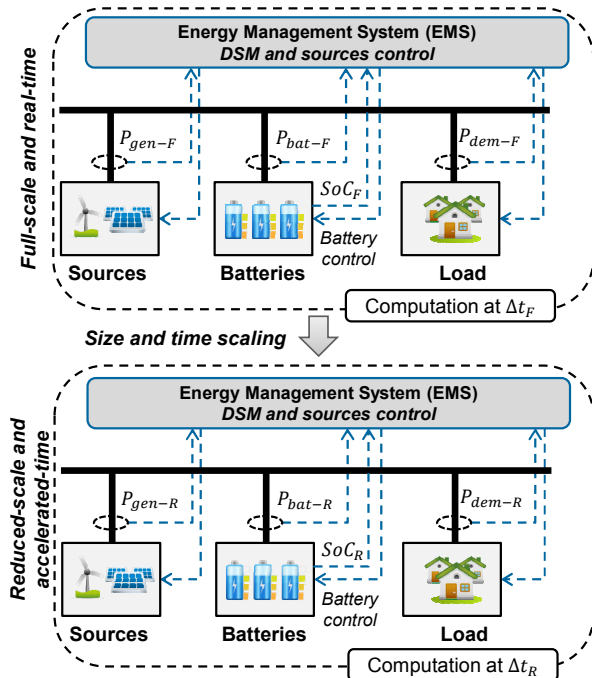 Full-scale and real-time
Energy Management System (EMS)
DSM and sources control
P_{gen-F}
P_{bat-F}
P_{dem-F}
SoC_F
Battery
control
Sources
Batteries
Load
Computation at Δt_F
Size and time scaling
Reduced-scale and
accelerated-time
Energy Management System (EMS)
DSM and sources control
P_{gen-R}
P_{bat-R}
P_{dem-R}
SoC_R
Battery
control
Sources
Batteries
Load
Computation at Δt_R